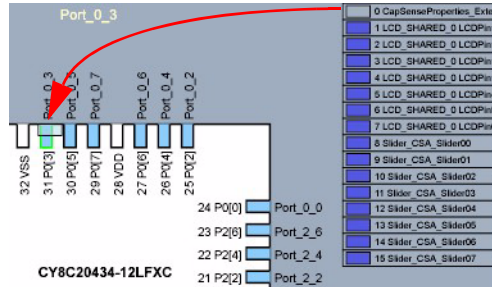 Port_0_3
0 CapSenseProperties_Exte
1 LCD_SHARED_0 LCDPin
2 LCD_SHARED_0 LCDPin
3 LCD_SHARED_0 LCDPin
4 LCD_SHARED_0 LCDPin
5 LCD_SHARED_0 LCDPin
6 LCD_SHARED_0 LCDPin
7 LCD_SHARED_0 LCDPin
8 Slider_CSA_Slider00
9 Slider_CSA_Slider01
10 Slider_CSA_Slider02
11 Slider_CSA_Slider03
12 Slider_CSA_Slider04
13 Slider_CSA_Slider05
14 Slider_CSA_Slider06
15 Slider_CSA_Slider07
Port_0_3
Port_0_5
Port_0_7
Port_0_6
Port_0_4
Port_0_2
32 VSS
31 P0[3]
30 P0[5]
29 P0[7]
28 VDD
27 P0[6]
26 P0[4]
25 P0[2]
24 P0[0] Port_0_0
23 P2[6] Port_2_6
22 P2[4] Port_2_4
21 P2[2] Port_2_2
CY8C20434-12LFXC